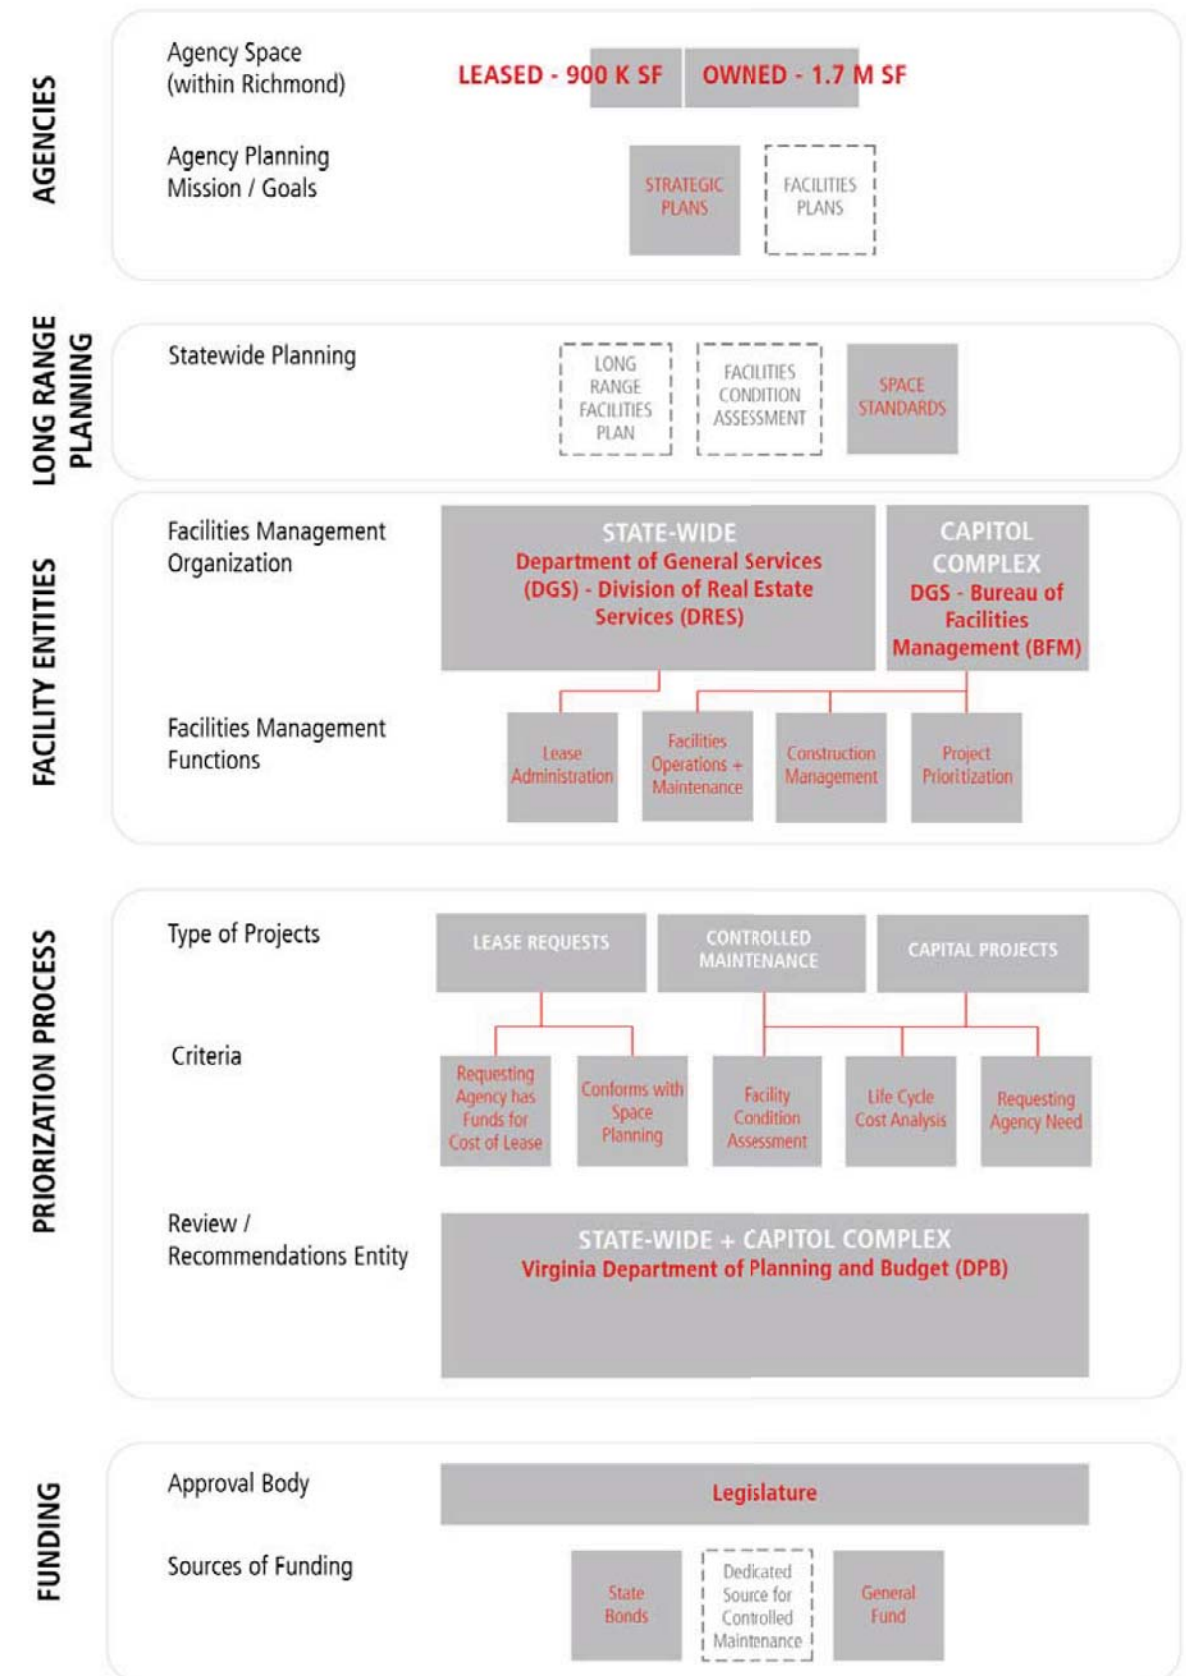 AGENCIES
Agency Space
(within Richmond)
LEASED - 900 K SF
OWNED - 1.7 M SF
Agency Planning
Mission / Goals
STRATEGIC
PLANS
FACILITIES
PLANS
LONG RANGE
PLANNING
Statewide Planning
LONG
RANGE
FACILITIES
PLAN
FACILITIES
CONDITION
ASSESSMENT
SPACE
STANDARDS
FACILITY ENTITIES
Facilities Management
Organization
STATE-WIDE
Department of General Services
(DGS) - Division of Real Estate
Services (DRES)
CAPITOL
COMPLEX
DGS - Bureau of
Facilities
Management (BFM)
Facilities Management
Functions
Lease
Administration
Facilities
Operations +
Maintenance
Construction
Management
Project
Prioritization
PRIORIZATION PROCESS
Type of Projects
LEASE REQUESTS
CONTROLLED
MAINTENANCE
CAPITAL PROJECTS
Criteria
Requesting
Agency has
Funds for
Cost of Lease
Conforms with
Space
Planning
Facility
Condition
Assessment
Life Cycle
Cost Analysis
Requesting
Agency Need
Review /
Recommendations Entity
STATE-WIDE + CAPITOL COMPLEX
Virginia Department of Planning and Budget (DPB)
FUNDING
Approval Body
Legislature
Sources of Funding
State
Bonds
Dedicated
Source for
Controlled
Maintenance
General
Fund